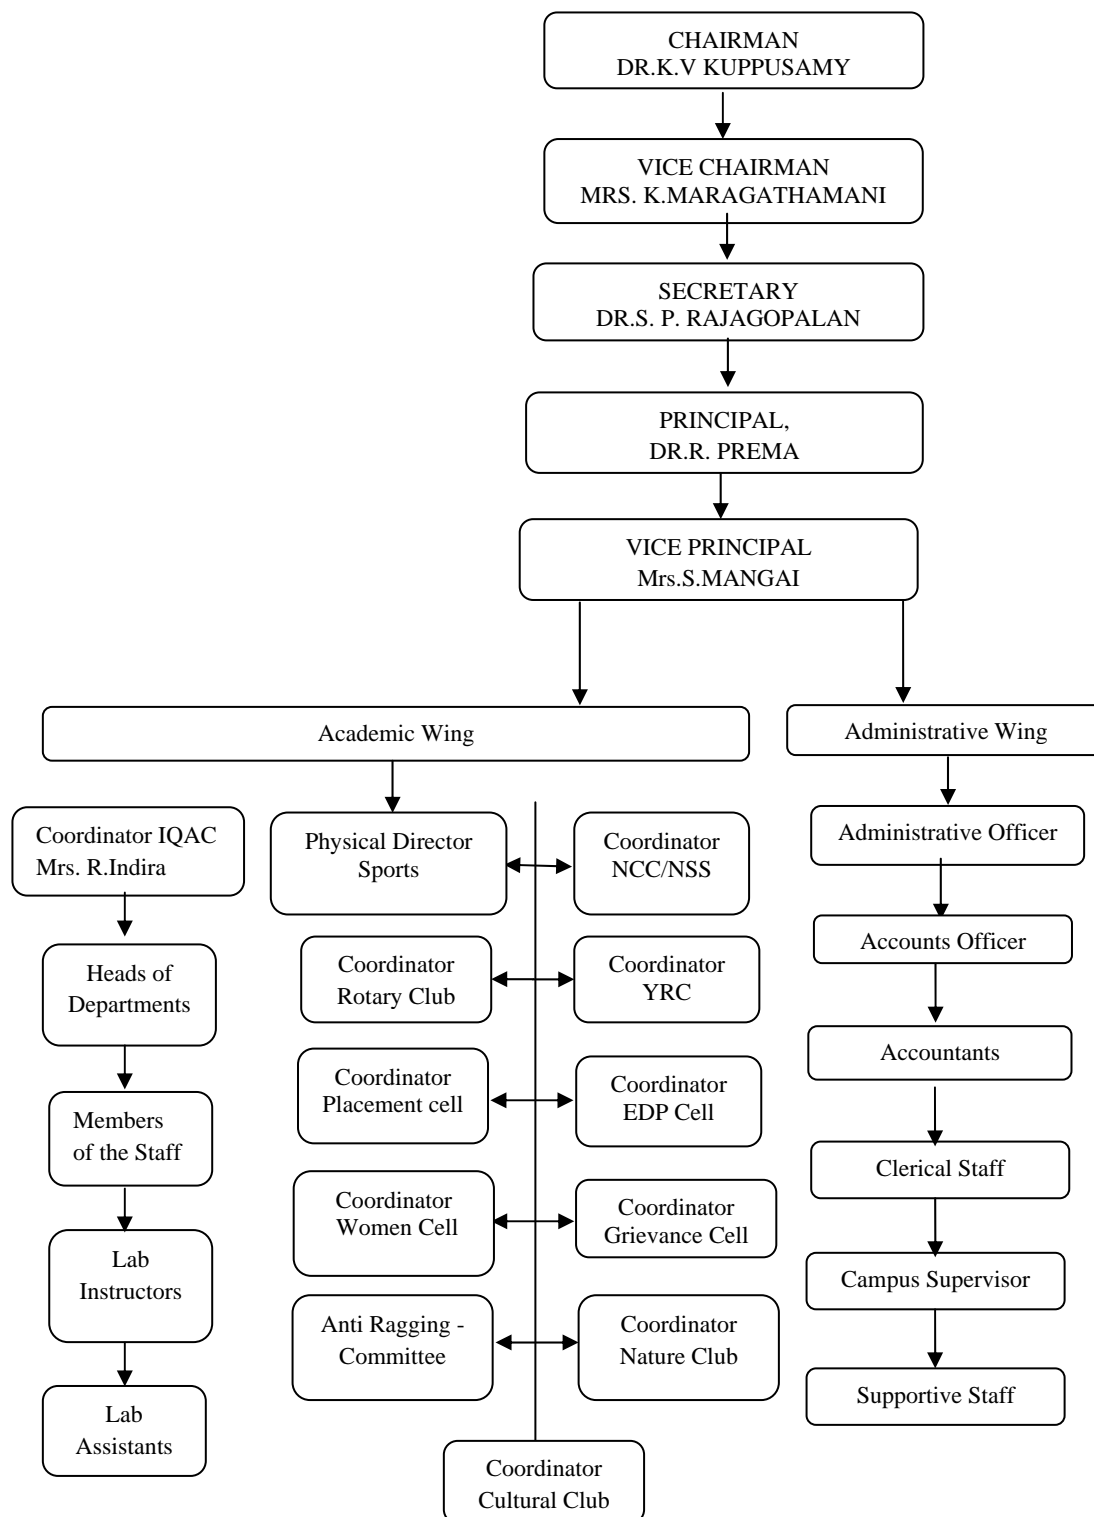 CHAIRMAN
DR.K.V KUPPUSAMY
VICE CHAIRMAN
MRS. K.MARAGATHAMANI
SECRETARY
DR.S. P. RAJAGOPALAN
PRINCIPAL,
DR.R. PREMA
VICE PRINCIPAL
Mrs.S.MANGAI
Academic Wing
Administrative Wing
Coordinator IQAC
Mrs. R.Indira
Heads of
Departments
Members
of the Staff
Lab
Instructors
Lab
Assistants
Physical Director
Sports
Coordinator
NCC/NSS
Coordinator
Rotary Club
Coordinator
YRC
Coordinator
Placement cell
Coordinator
EDP Cell
Coordinator
Women Cell
Coordinator
Grievance Cell
Anti Ragging -
Committee
Coordinator
Nature Club
Coordinator
Cultural Club
Administrative Officer
Accounts Officer
Accountants
Clerical Staff
Campus Supervisor
Supportive Staff